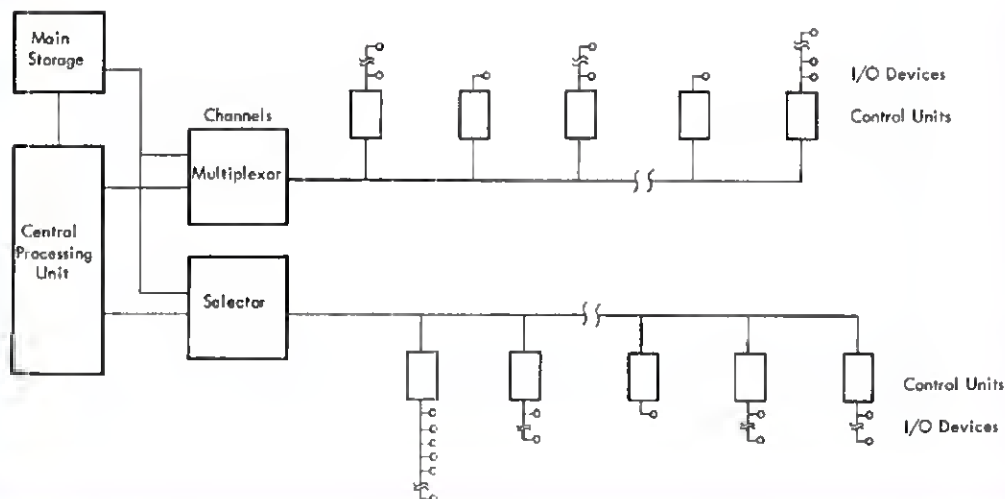 Main
Storage
I/O Devices
Channels
Control Units
Multiplexor
Central
Processing
Unit
Selector
Control Units
I/O Devices